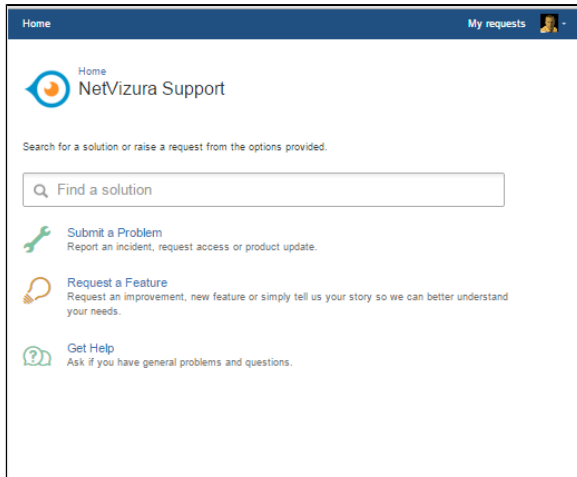 Home
My requests
Home
NetVizura Support
Search for a solution or raise a request from the options provided.
Find a solution
Submit a Problem
Report an incident, request access or product update.
Request a Feature
Request an improvement, new feature or simply tell us your story so we can better understand
your needs.
Get Help
Ask if you have general problems and questions.